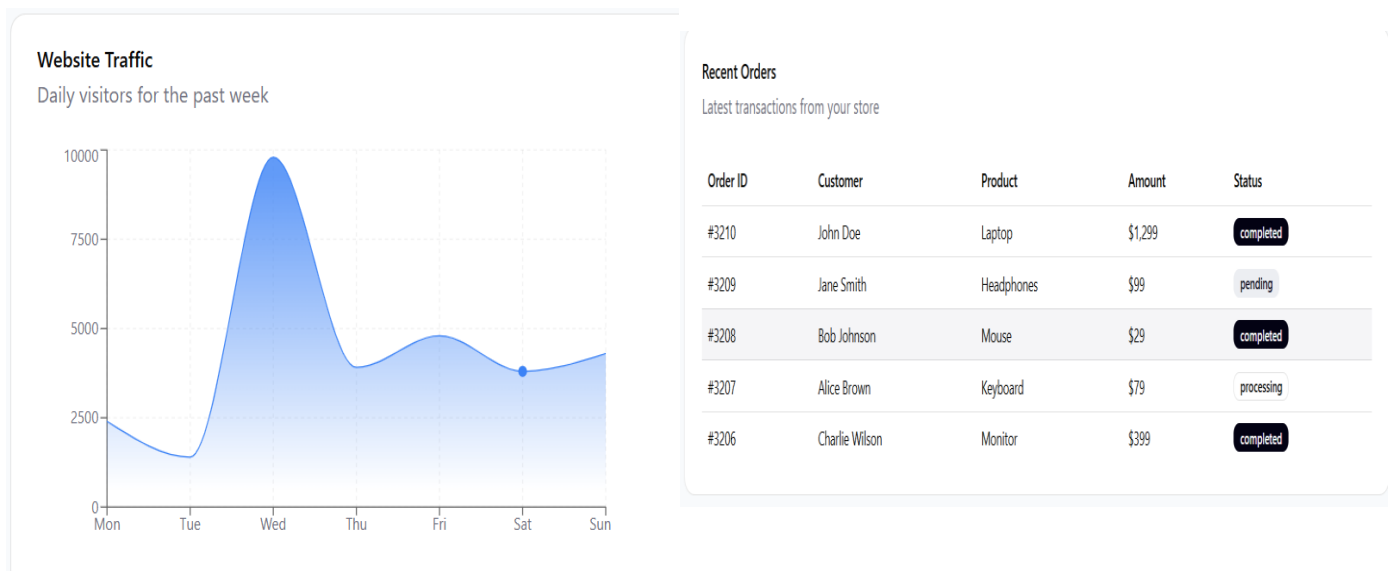 Website Traffic
Daily visitors for the past week
10000
7500
5000
2500
0
Mon Tue Wed Thu Fri Sat Sun
Recent Orders
Latest transactions from your store
Order ID Customer Product Amount Status
#3210 John Doe Laptop $1,299 completed
#3209 Jane Smith Headphones $99 pending
#3208 Bob Johnson Mouse $29 completed
#3207 Alice Brown Keyboard $79 processing
#3206 Charlie Wilson Monitor $399 completed